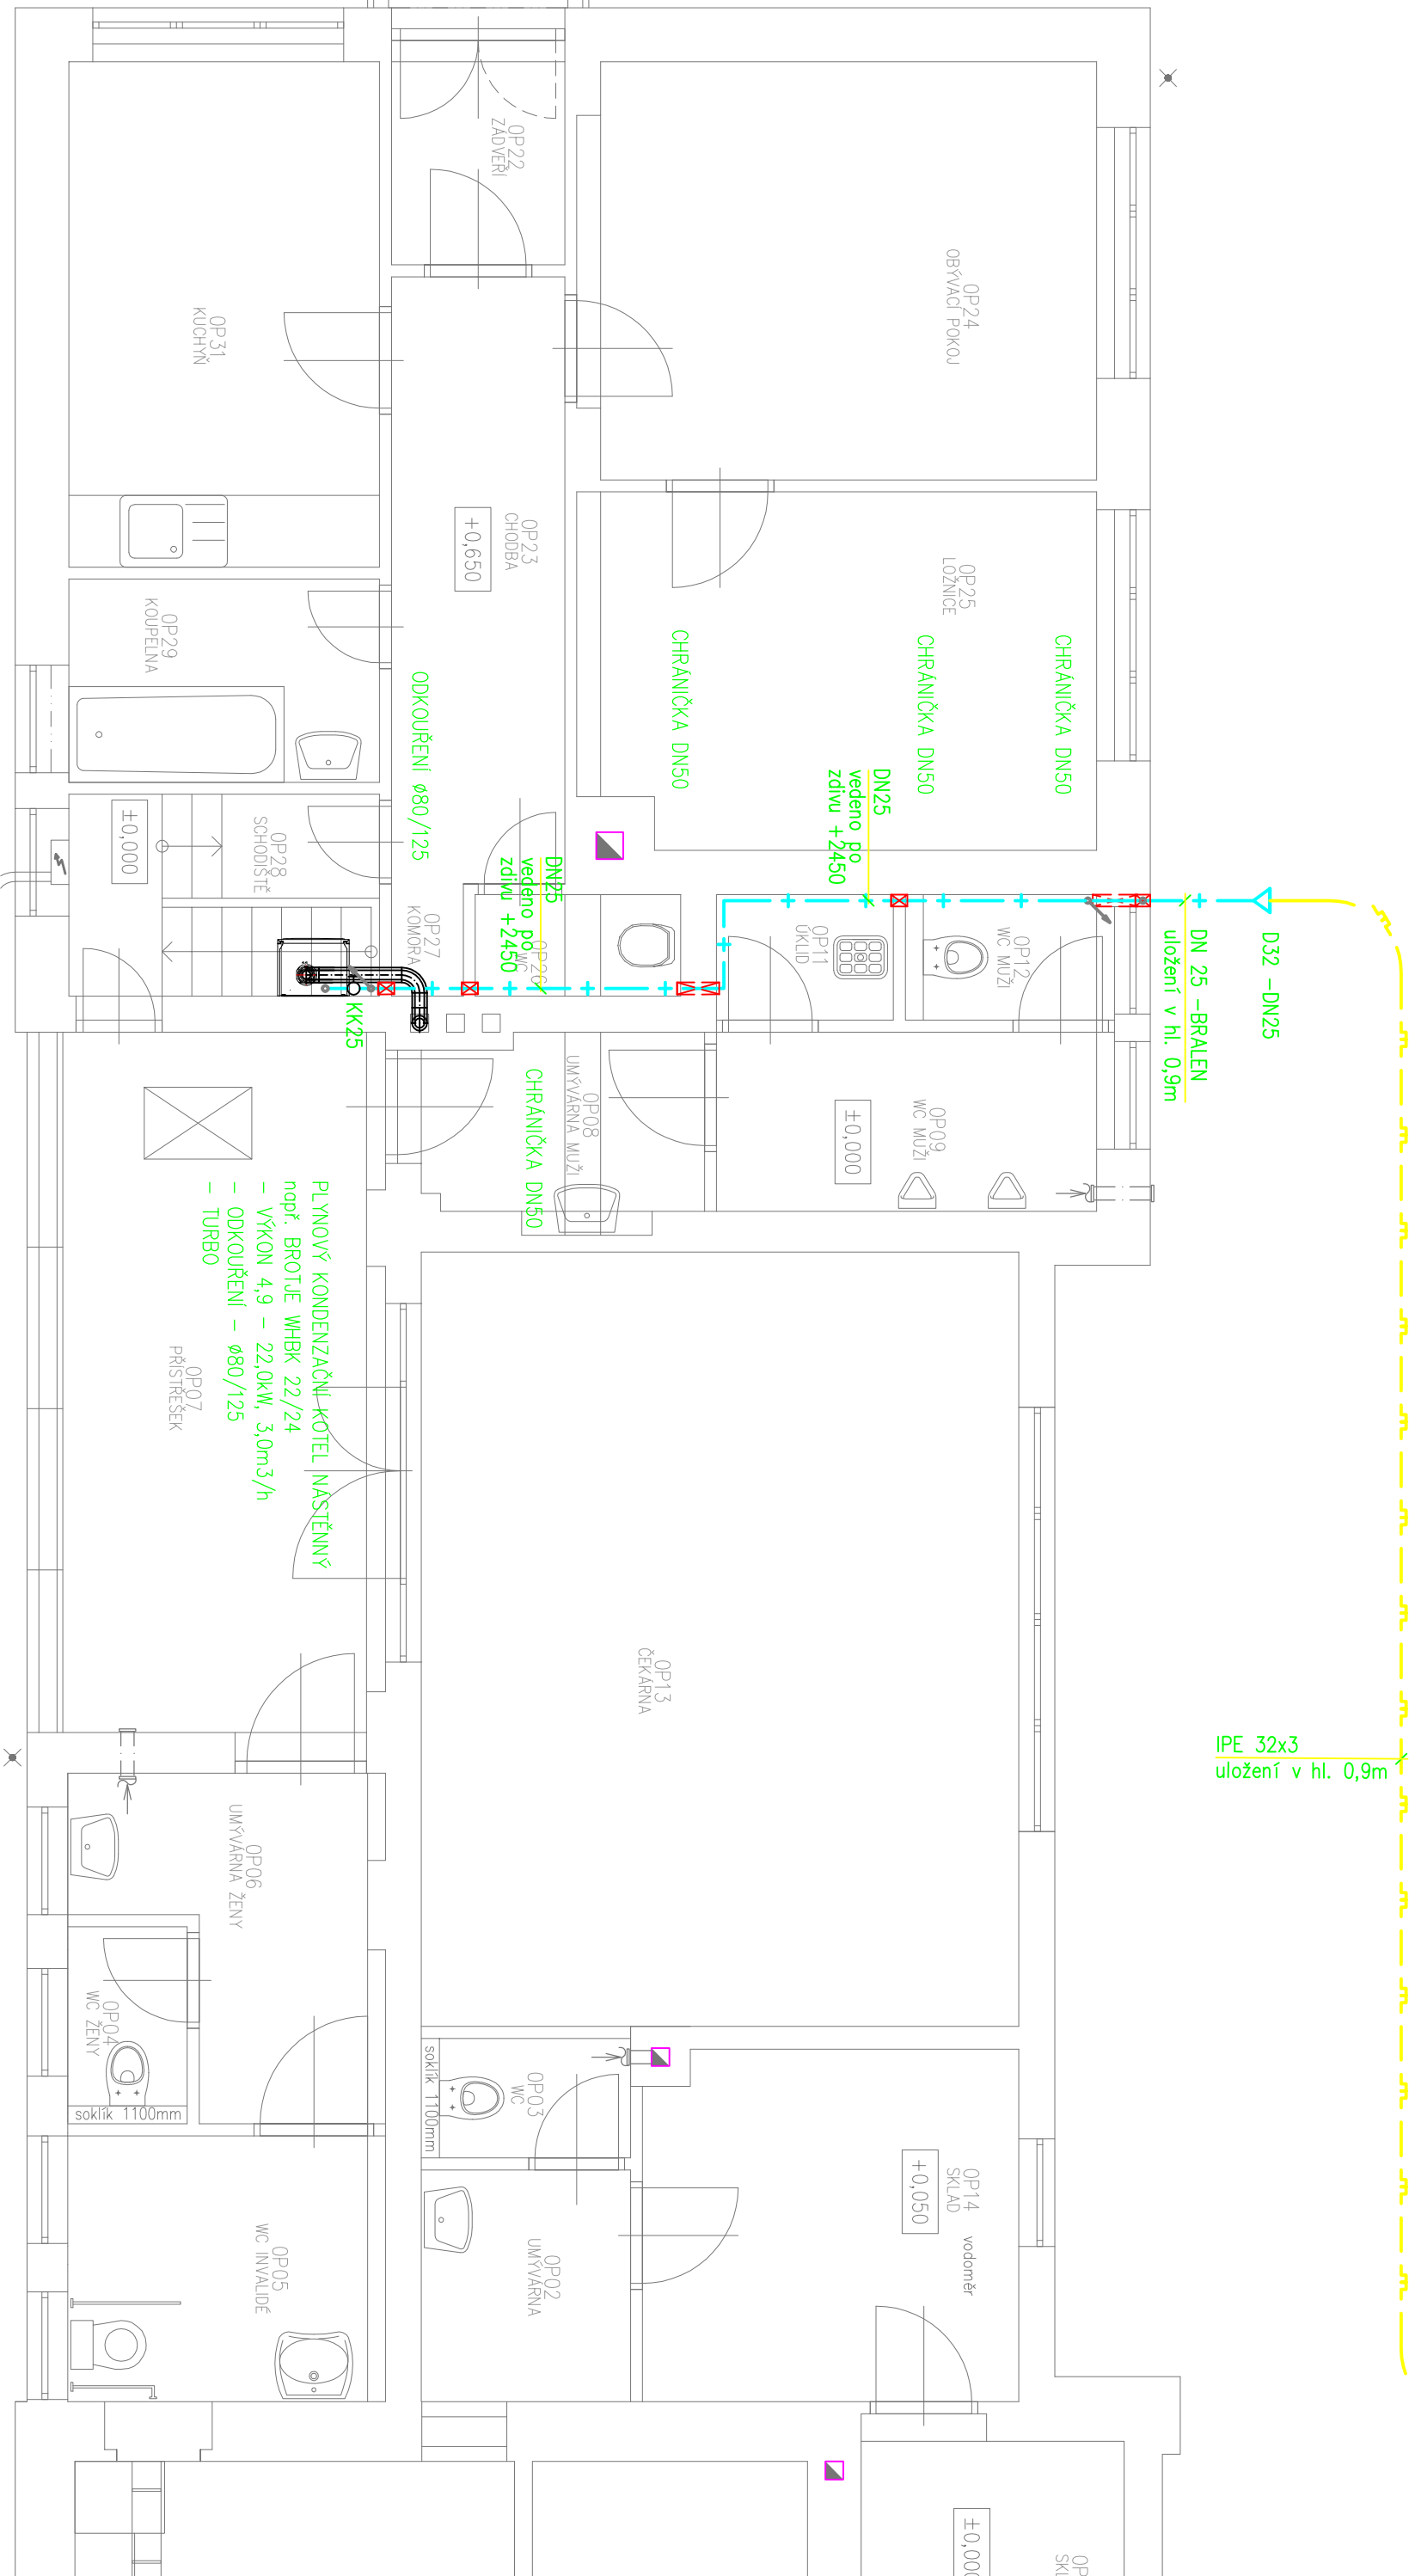 OP22
ZÁDVEŘÍ
OP24
OBÝVACÍ POKOJ
OP31
KUCHYŇ
OP23
CHODBA
+0,650
OP25
LOŽNICE
OP29
KOUPELNA
CHRÁNIČKA DN50
CHRÁNIČKA DN50
CHRÁNIČKA DN50
ODKOUŘENÍ ø80/125
DN25
vedeno po
zdivu +2450
DN25
vedeno po
zdivu +2450
±0,000
OP28
SCHODIŠTĚ
OP27
KOMORA
WC
OP11
ÚKLID
OP12
WC MUŽI
D32 -DN25
DN 25 -BRALEN
uložení v hl. 0,9m
KK25
OP08
UMÝVÁRNA MUŽI
CHRÁNIČKA DN50
±0,000
OP09
WC MUŽI
PLYNOVÝ KONDENZAČNÍ KOTEL NÁSTĚNNÝ
např. BROTJE WHBK 22/24
- VÝKON 4,9 - 22,0kW, 3,0m3/h
- ODKOUŘENÍ - ø80/125
- TURBO
OP07
PŘÍSTŘEŠEK
OP13
ČEKÁRNA
IPE 32x3
uložení v hl. 0,9m
OP06
UMÝVÁRNA ŽENY
OP04
WC ŽENY
soklík 1100mm
OP03
WC
soklík 1100mm
OP14
SKLAD
+0,050
vodoměr
OP05
WC INVALIDÉ
OP02
UMÝVÁRNA
±0,000
OP
SKL